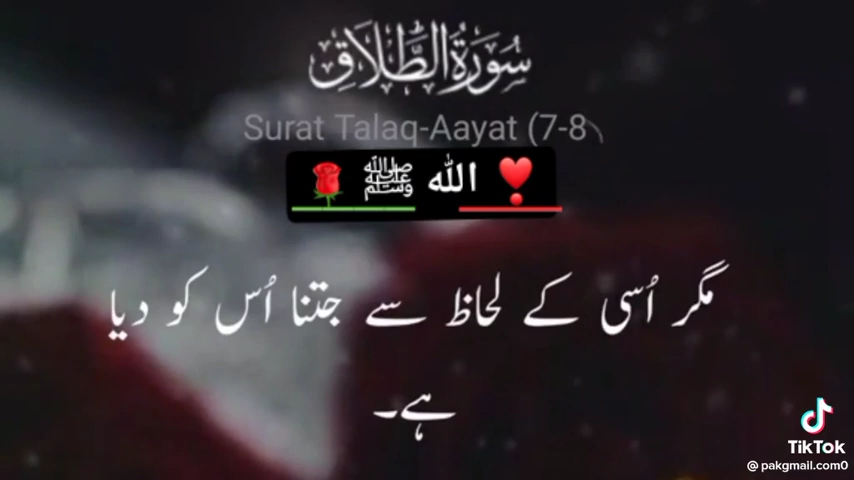 سُورَةُ الطَّلَاقِ
Surat Talaq-Aayat (7-8)
🌹 ﷺ الله ❣️
مگر اُسی کے لحاظ سے جتنا اُس کو دیا
ہے۔
TikTok
@ pakgmail.com0